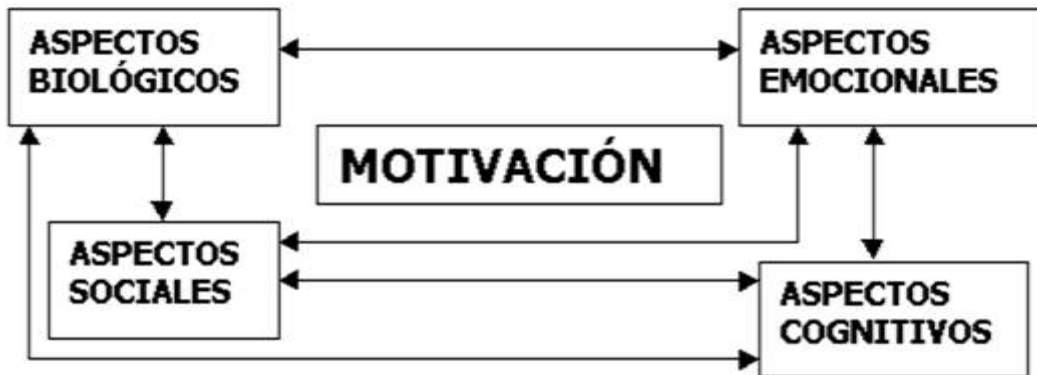 ASPECTOS
BIOLÓGICOS
ASPECTOS
EMOCIONALES
MOTIVACIÓN
ASPECTOS
SOCIALES
ASPECTOS
COGNITIVOS